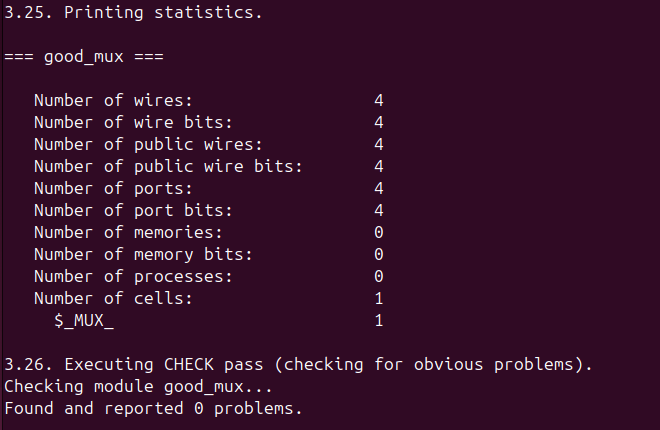 3.25. Printing statistics.
=== good_mux ===
Number of wires: 4
Number of wire bits: 4
Number of public wires: 4
Number of public wire bits: 4
Number of ports: 4
Number of port bits: 4
Number of memories: 0
Number of memory bits: 0
Number of processes: 0
Number of cells: 1
$_MUX_ 1
3.26. Executing CHECK pass (checking for obvious problems).
Checking module good_mux...
Found and reported 0 problems.